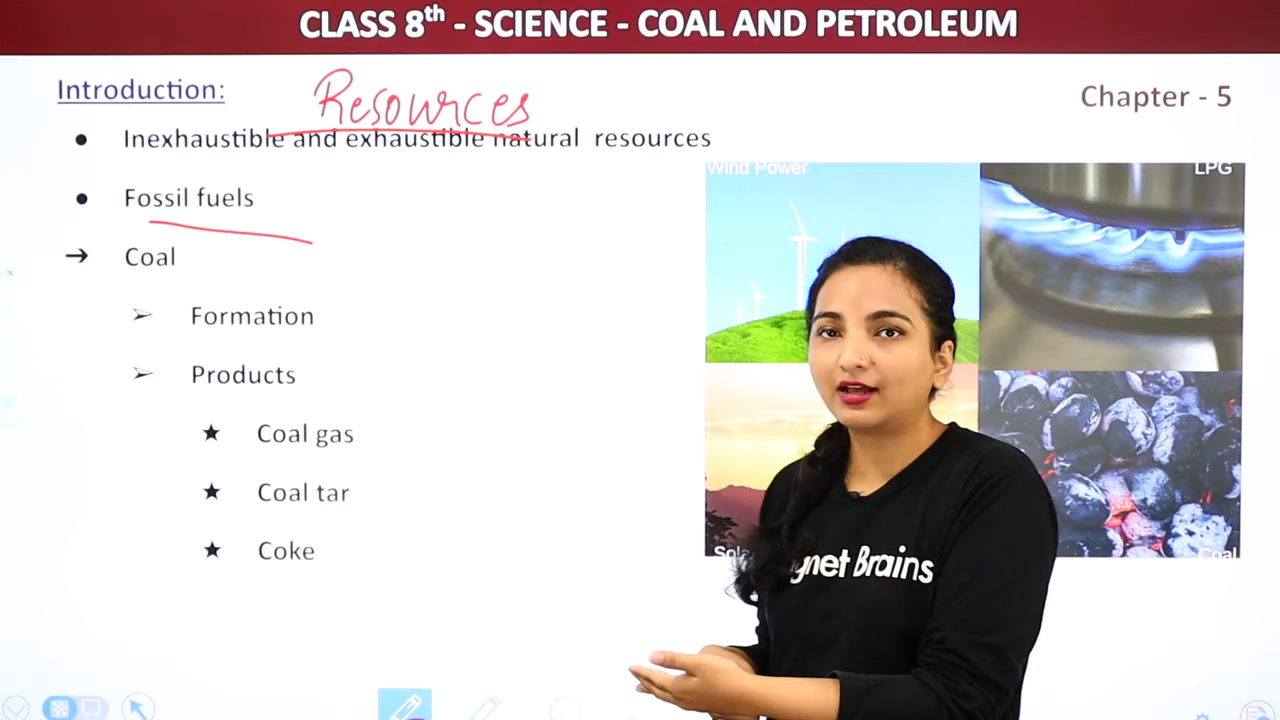 CLASS 8th - SCIENCE - COAL AND PETROLEUM
Introduction:
Resources
Chapter - 5
● Inexhaustible and exhaustible natural resources
● Fossil fuels
→ Coal
➢ Formation
➢ Products
★ Coal gas
★ Coal tar
★ Coke
Wind Power
LPG
Coal
Brains